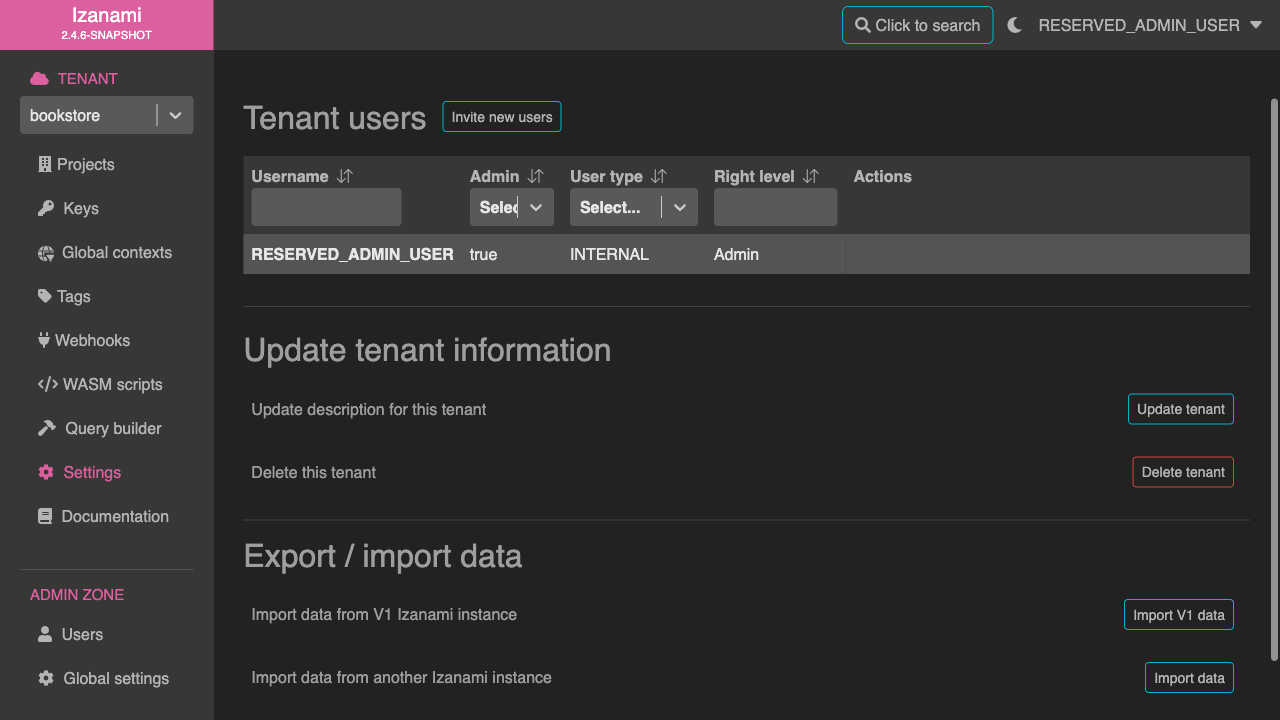 Izanami
2.4.6-SNAPSHOT
Click to search
RESERVED_ADMIN_USER
TENANT
bookstore
Projects
Keys
Global contexts
Tags
Webhooks
WASM scripts
Query builder
Settings
Documentation
ADMIN ZONE
Users
Global settings
Tenant users
Invite new users
Username Admin User type Right level Actions
Selec Select...
RESERVED_ADMIN_USER true INTERNAL Admin
Update tenant information
Update description for this tenant
Update tenant
Delete this tenant
Delete tenant
Export / import data
Import data from V1 Izanami instance
Import V1 data
Import data from another Izanami instance
Import data